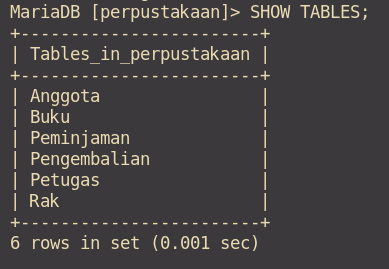 MariaDB [perpustakaan]> SHOW TABLES;
+------------------------+
| Tables_in_perpustakaan |
+------------------------+
| Anggota                |
| Buku                   |
| Peminjaman             |
| Pengembalian           |
| Petugas                |
| Rak                    |
+------------------------+
6 rows in set (0.001 sec)